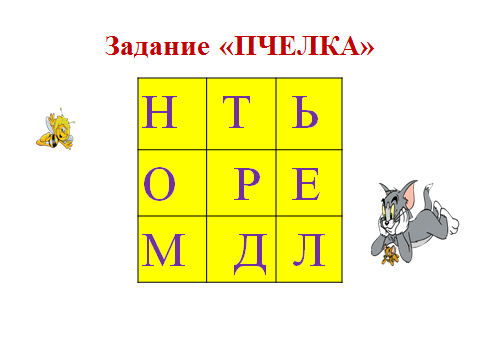 Задание «ПЧЕЛКА»
Н Т Ь
О Р Е
М Д Л